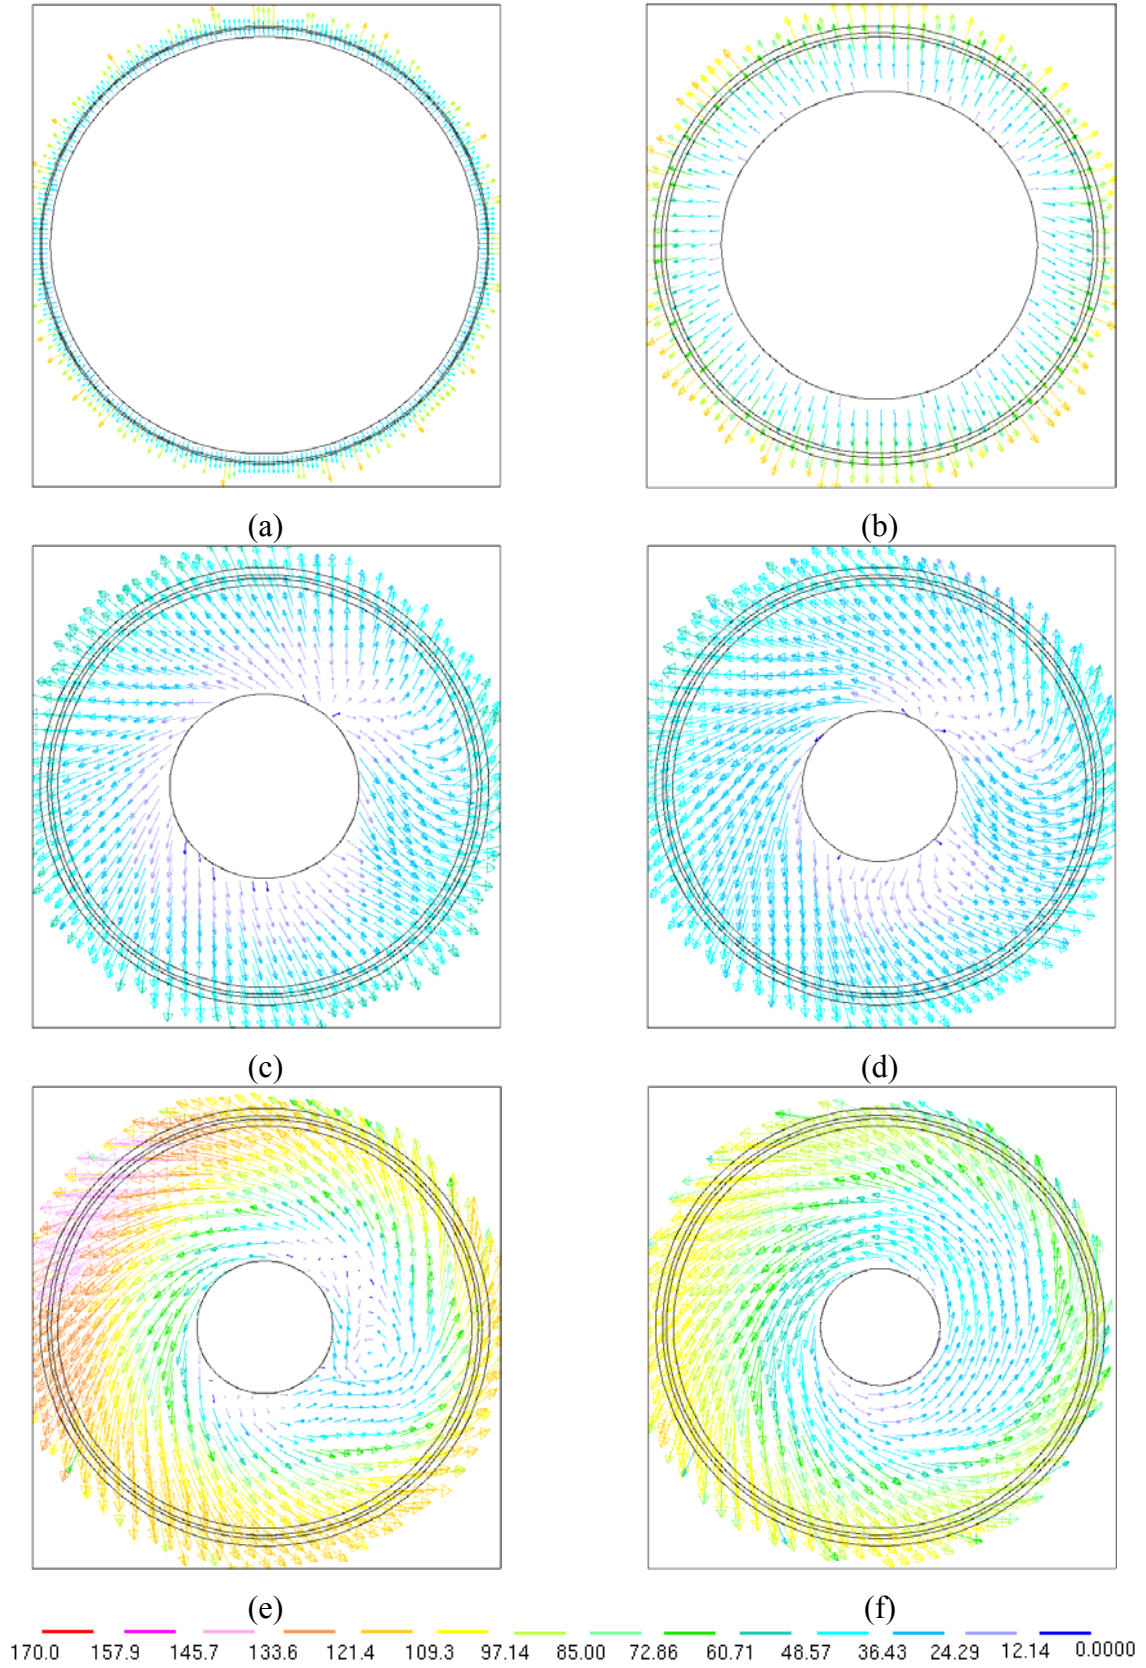 (a) (b)
(c) (d)
(e) (f)
170.0 157.9 145.7 133.6 121.4 109.3 97.14 85.00 72.86 60.71 48.57 36.43 24.29 12.14 0.0000